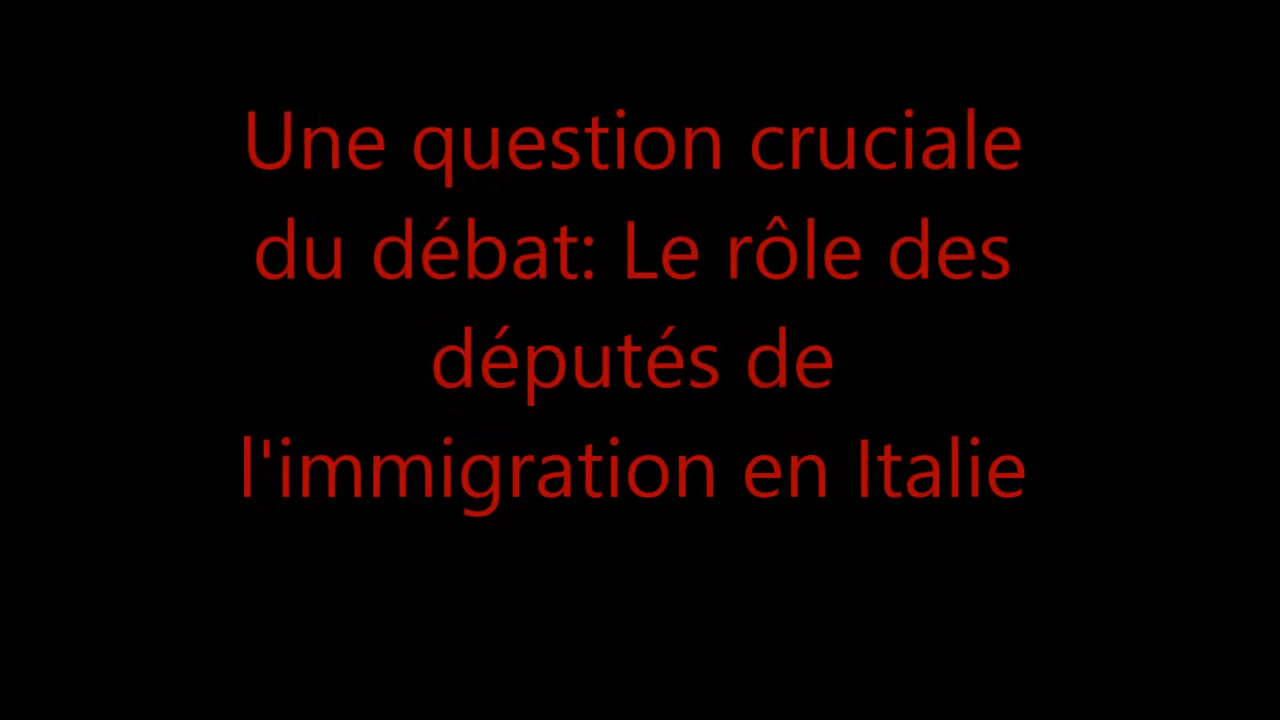 Une question cruciale
du débat: Le rôle des
députés de
l'immigration en Italie